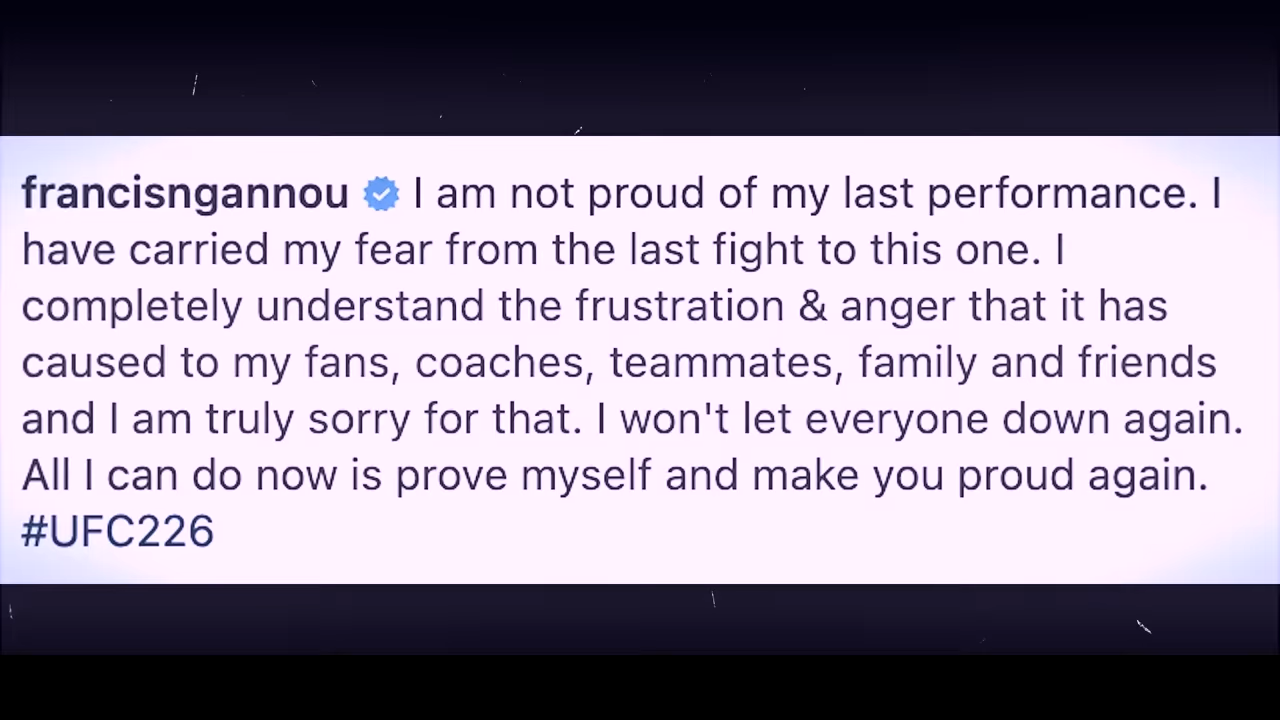 francisngannou I am not proud of my last performance. I
have carried my fear from the last fight to this one. I
completely understand the frustration & anger that it has
caused to my fans, coaches, teammates, family and friends
and I am truly sorry for that. I won't let everyone down again.
All I can do now is prove myself and make you proud again.
#UFC226